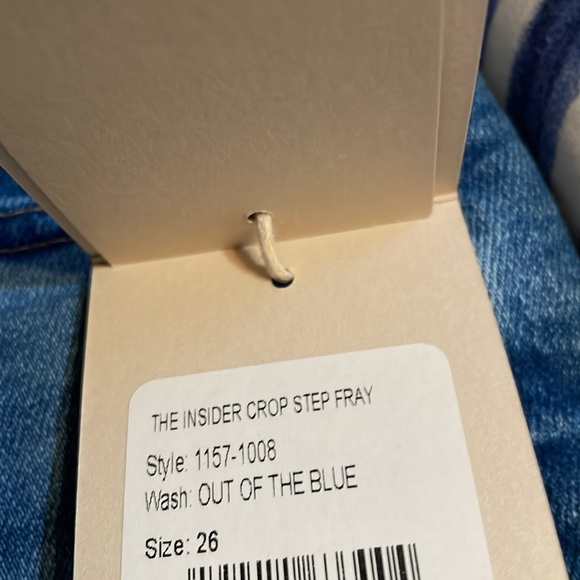 THE INSIDER CROP STEP FRAY
Style: 1157-1008
Wash: OUT OF THE BLUE
Size: 26